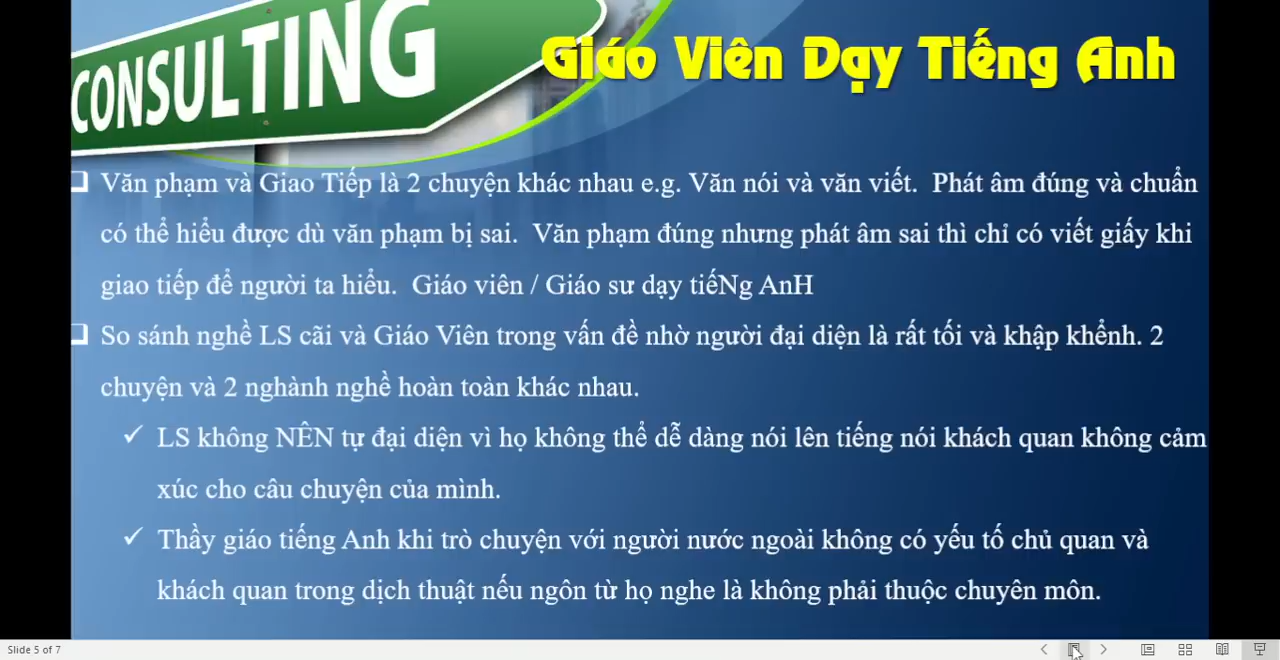 CONSULTING
Giáo Viên Dạy Tiếng Anh
Văn phạm và Giao Tiếp là 2 chuyện khác nhau e.g. Văn nói và văn viết. Phát âm đúng và chuẩn
có thể hiểu được dù văn phạm bị sai. Văn phạm đúng nhưng phát âm sai thì chỉ có viết giấy khi
giao tiếp để người ta hiểu. Giáo viên / Giáo sư dạy tiếNg AnH
So sánh nghề LS cãi và Giáo Viên trong vấn đề nhờ người đại diện là rất tối và khập khểnh. 2
chuyện và 2 nghành nghề hoàn toàn khác nhau.
LS không NÊN tự đại diện vì họ không thể dễ dàng nói lên tiếng nói khách quan không cảm
xúc cho câu chuyện của mình.
Thầy giáo tiếng Anh khi trò chuyện với người nước ngoài không có yếu tố chủ quan và
khách quan trong dịch thuật nếu ngôn từ họ nghe là không phải thuộc chuyên môn.
Slide 5 of 7